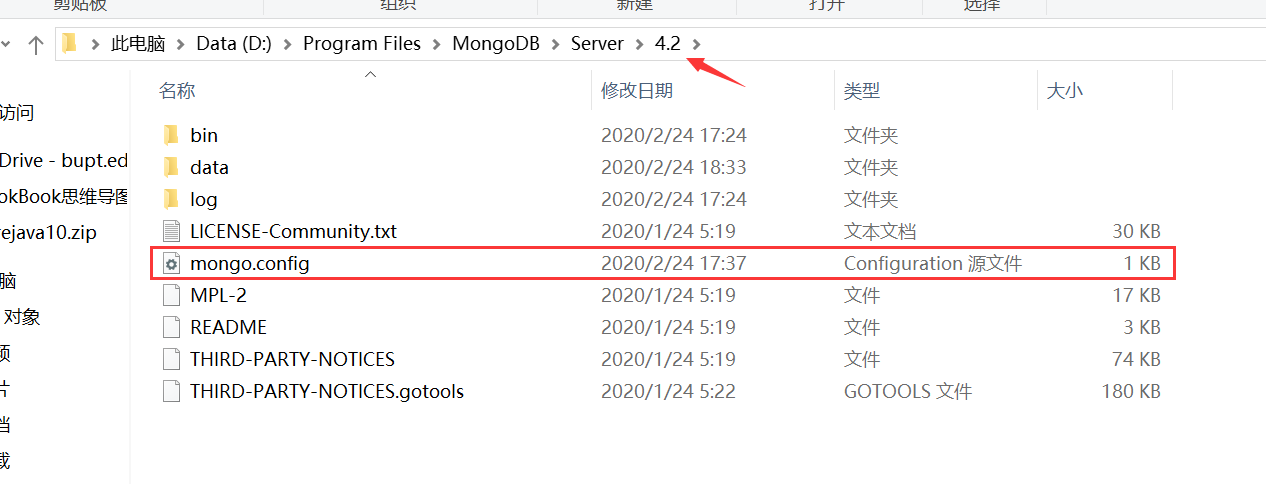 剪贴板 组织 新建 打开 选择
此电脑 Data (D:) Program Files MongoDB Server 4.2
名称 修改日期 类型 大小
访问
Drive - bupt.ed
okBook思维导图
ejava10.zip
脑
对象
频
片
档
载
bin 2020/2/24 17:24 文件夹
data 2020/2/24 18:33 文件夹
log 2020/2/24 17:24 文件夹
LICENSE-Community.txt 2020/1/24 5:19 文本文档 30 KB
mongo.config 2020/2/24 17:37 Configuration 源文件 1 KB
MPL-2 2020/1/24 5:19 文件 17 KB
README 2020/1/24 5:19 文件 3 KB
THIRD-PARTY-NOTICES 2020/1/24 5:19 文件 74 KB
THIRD-PARTY-NOTICES.gotools 2020/1/24 5:22 GOTOOLS 文件 180 KB